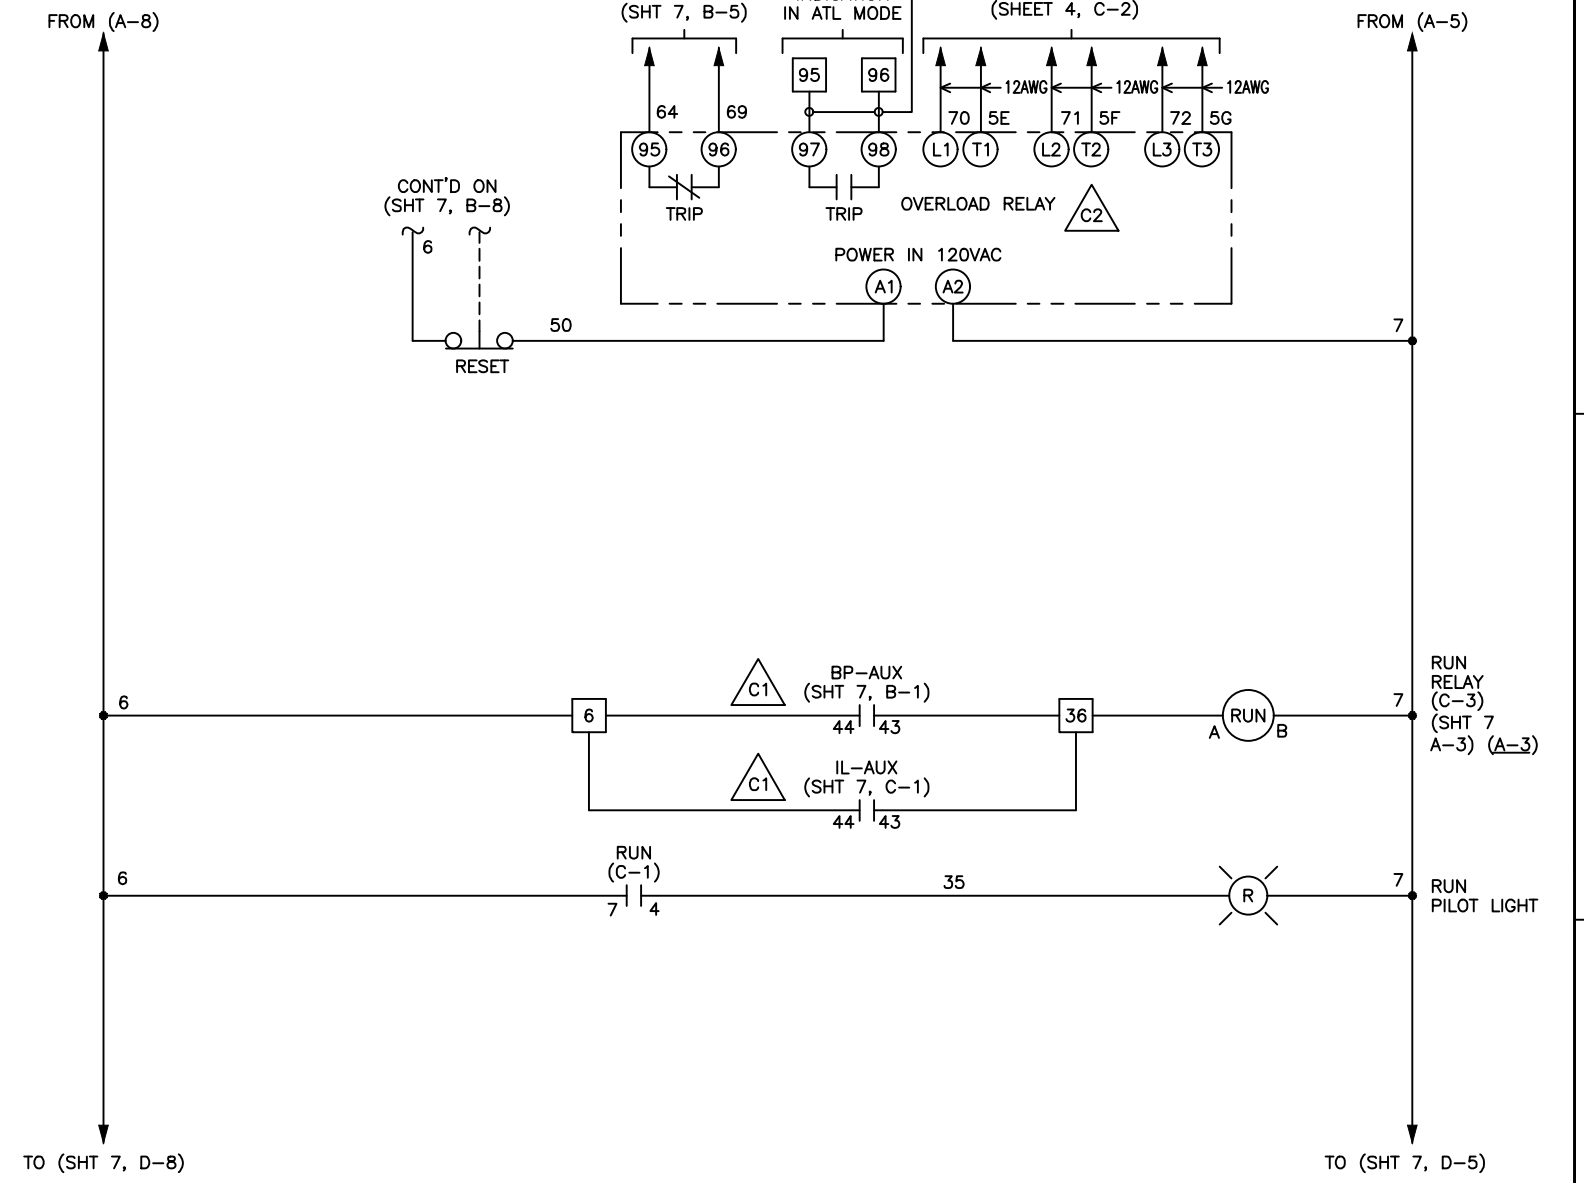 FROM (A-8)
(SHT 7, B-5)
IN ATL MODE
(SHEET 4, C-2)
FROM (A-5)
95
96
12AWG
12AWG
12AWG
64
69
70
5E
71
5F
72
5G
95
96
97
98
L1
T1
L2
T2
L3
T3
CONT'D ON
(SHT 7, B-8)
TRIP
TRIP
OVERLOAD RELAY
C2
6
POWER IN 120VAC
A1
A2
50
7
RESET
RUN
RELAY
(C-3)
(SHT 7
A-3) (A-3)
BP-AUX
C1
(SHT 7, B-1)
6
6
36
RUN
7
44
43
A
B
IL-AUX
C1
(SHT 7, C-1)
44
43
RUN
(C-1)
6
35
7
R
RUN
PILOT LIGHT
7
4
TO (SHT 7, D-8)
TO (SHT 7, D-5)